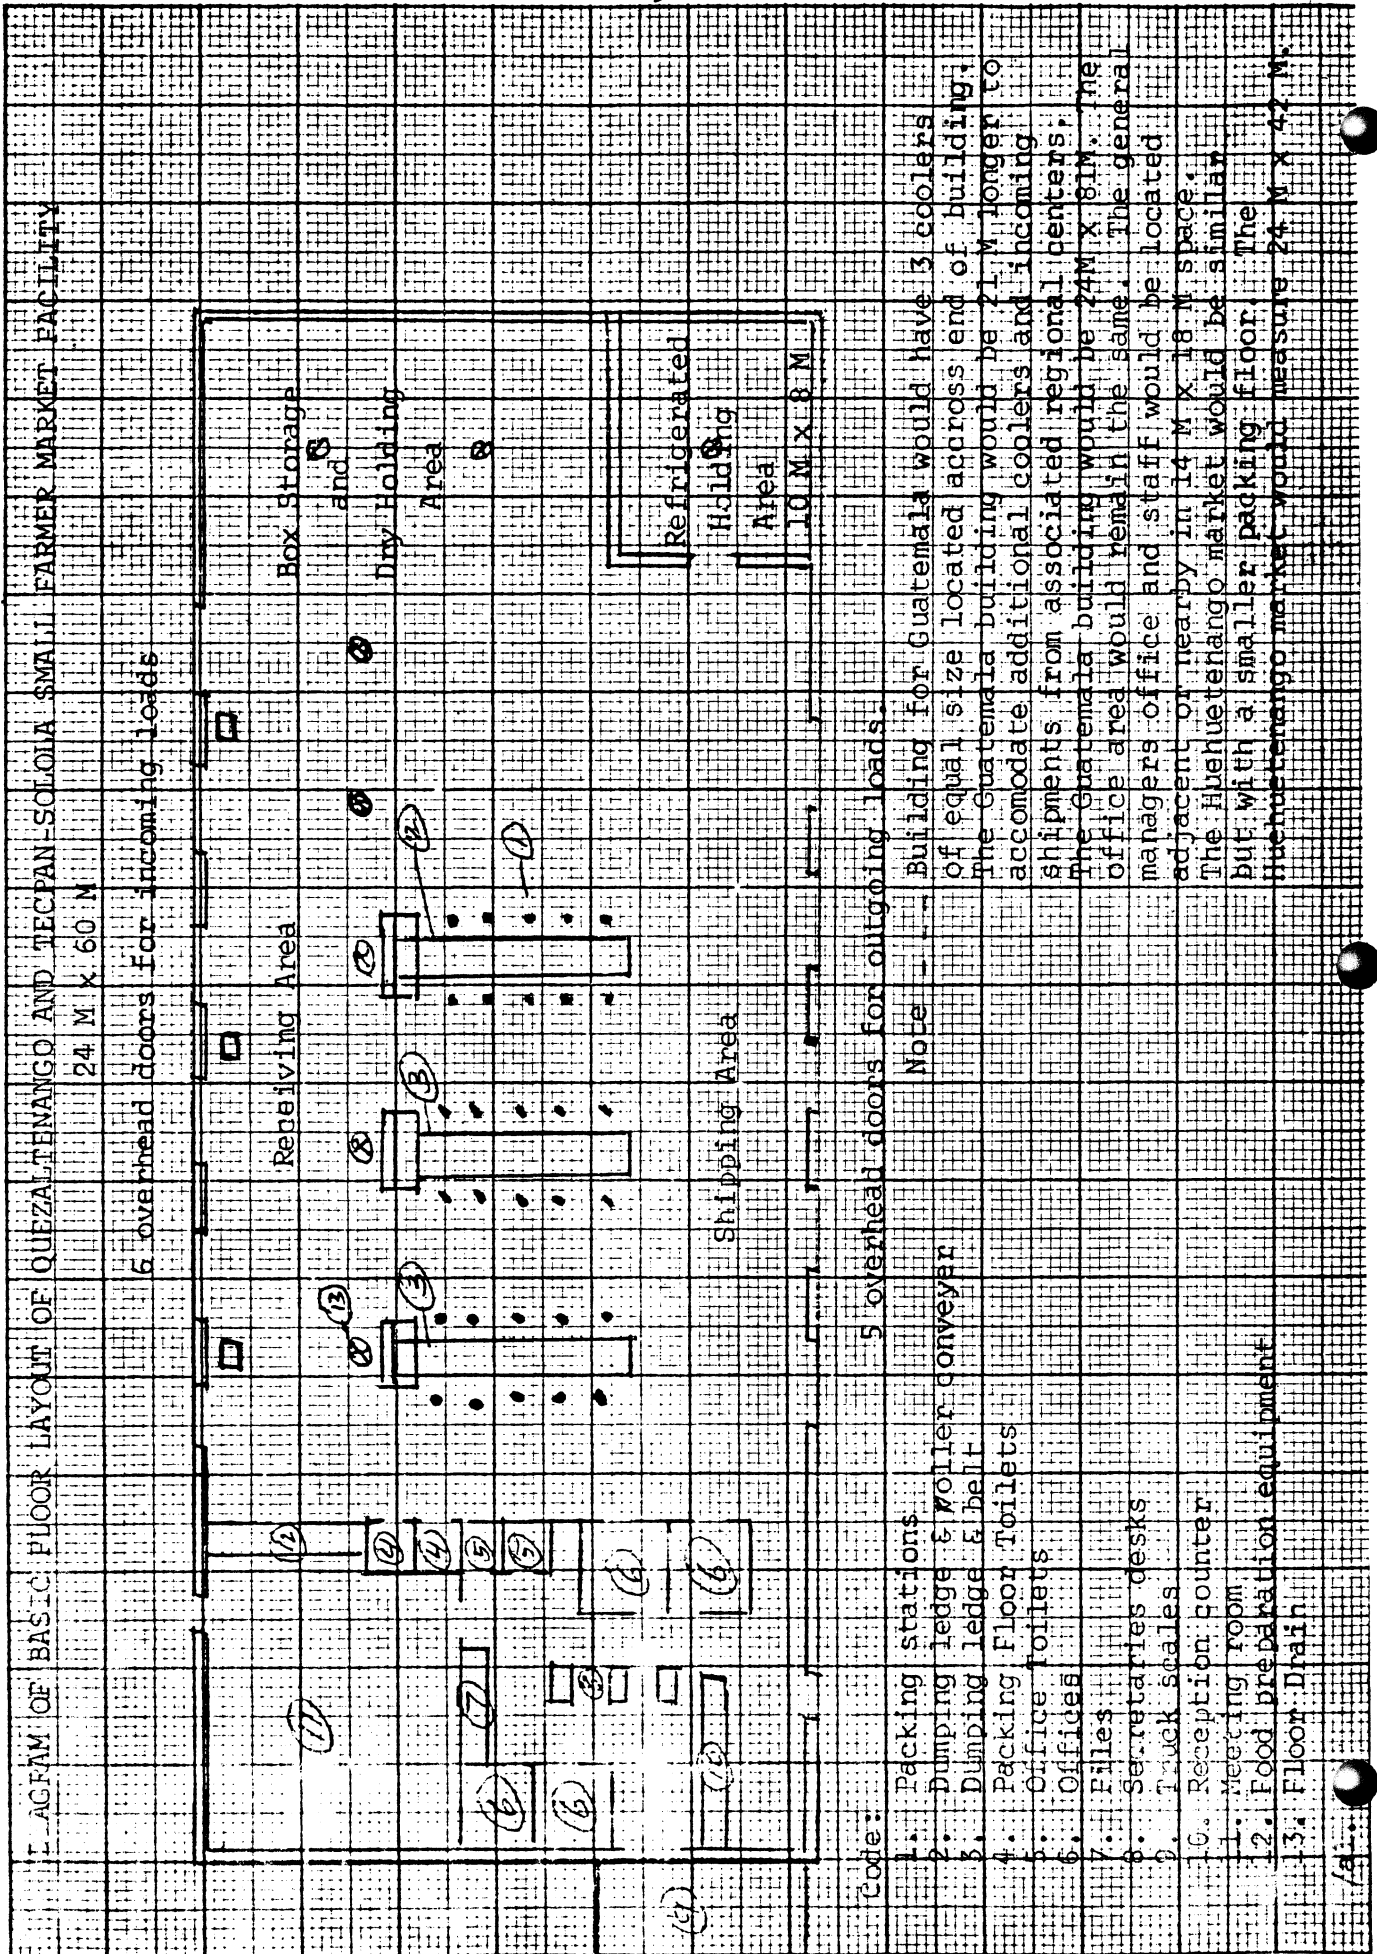 DIAGRAM OF BASIC FLOOR LAYOUT OF QUEZALTENANGO AND TECPAN-SOLOLA SMALL FARMER MARKET FACILITY
24 M x 60 M
6 overhead doors for incoming loads
Receiving Area
Box Storage
and
Dry Holding
Area
13
2
3
3
1
11
12
4
4
5
5
6
6
7
6
6
10
9
Refrigerated
Holding
Area
10 M x 8 M
Shipping Area
5 overhead doors for outgoing loads.
Code:
1. Packing stations
2. Dumping ledge & roller conveyer
3. Dumping ledge & belt
4. Packing Floor Toilets
5. Office Toilets
6. Offices
7. Files
8. Secretaries desks
9. Truck scales
10. Reception counter
11. Meeting room
12. Food preparation equipment
13. Floor Drain
Note - - - Building for Guatemala would have 3 coolers
of equal size located accross end of building.
The Guatemala building would be 21 M longer to
accomodate additional coolers and incoming
shipments from associated regional centers.
The Guatemala building would be 24M X 81M. The
office area would remain the same. The general
managers office and staff would be located
adjacent or nearby in 14 M x 18 M space.
The Huehuetenango market would be similar
but with a smaller packing floor. The
Huehuetenango market would measure 24 M x 42 M.